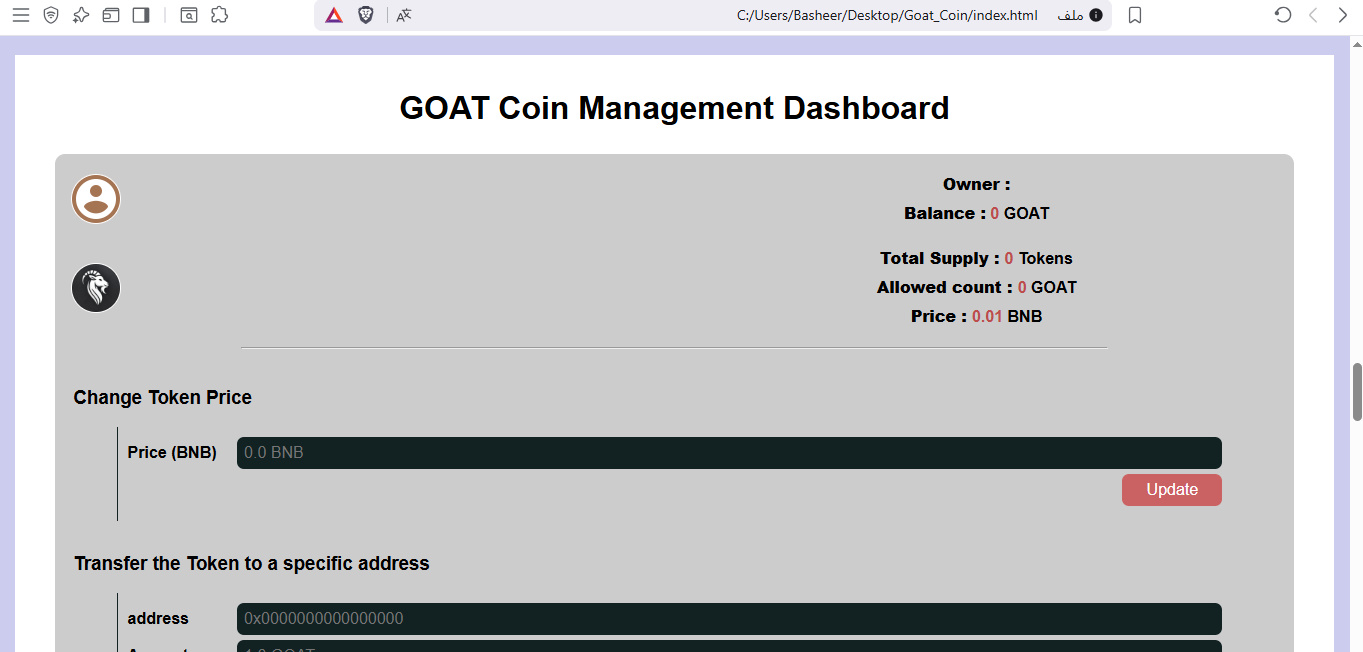 C:/Users/Basheer/Desktop/Goat_Coin/index.html ملف
GOAT Coin Management Dashboard
Owner :
Balance : 0 GOAT
Total Supply : 0 Tokens
Allowed count : 0 GOAT
Price : 0.01 BNB
Change Token Price
Price (BNB) 0.0 BNB
Update
Transfer the Token to a specific address
address 0x0000000000000000